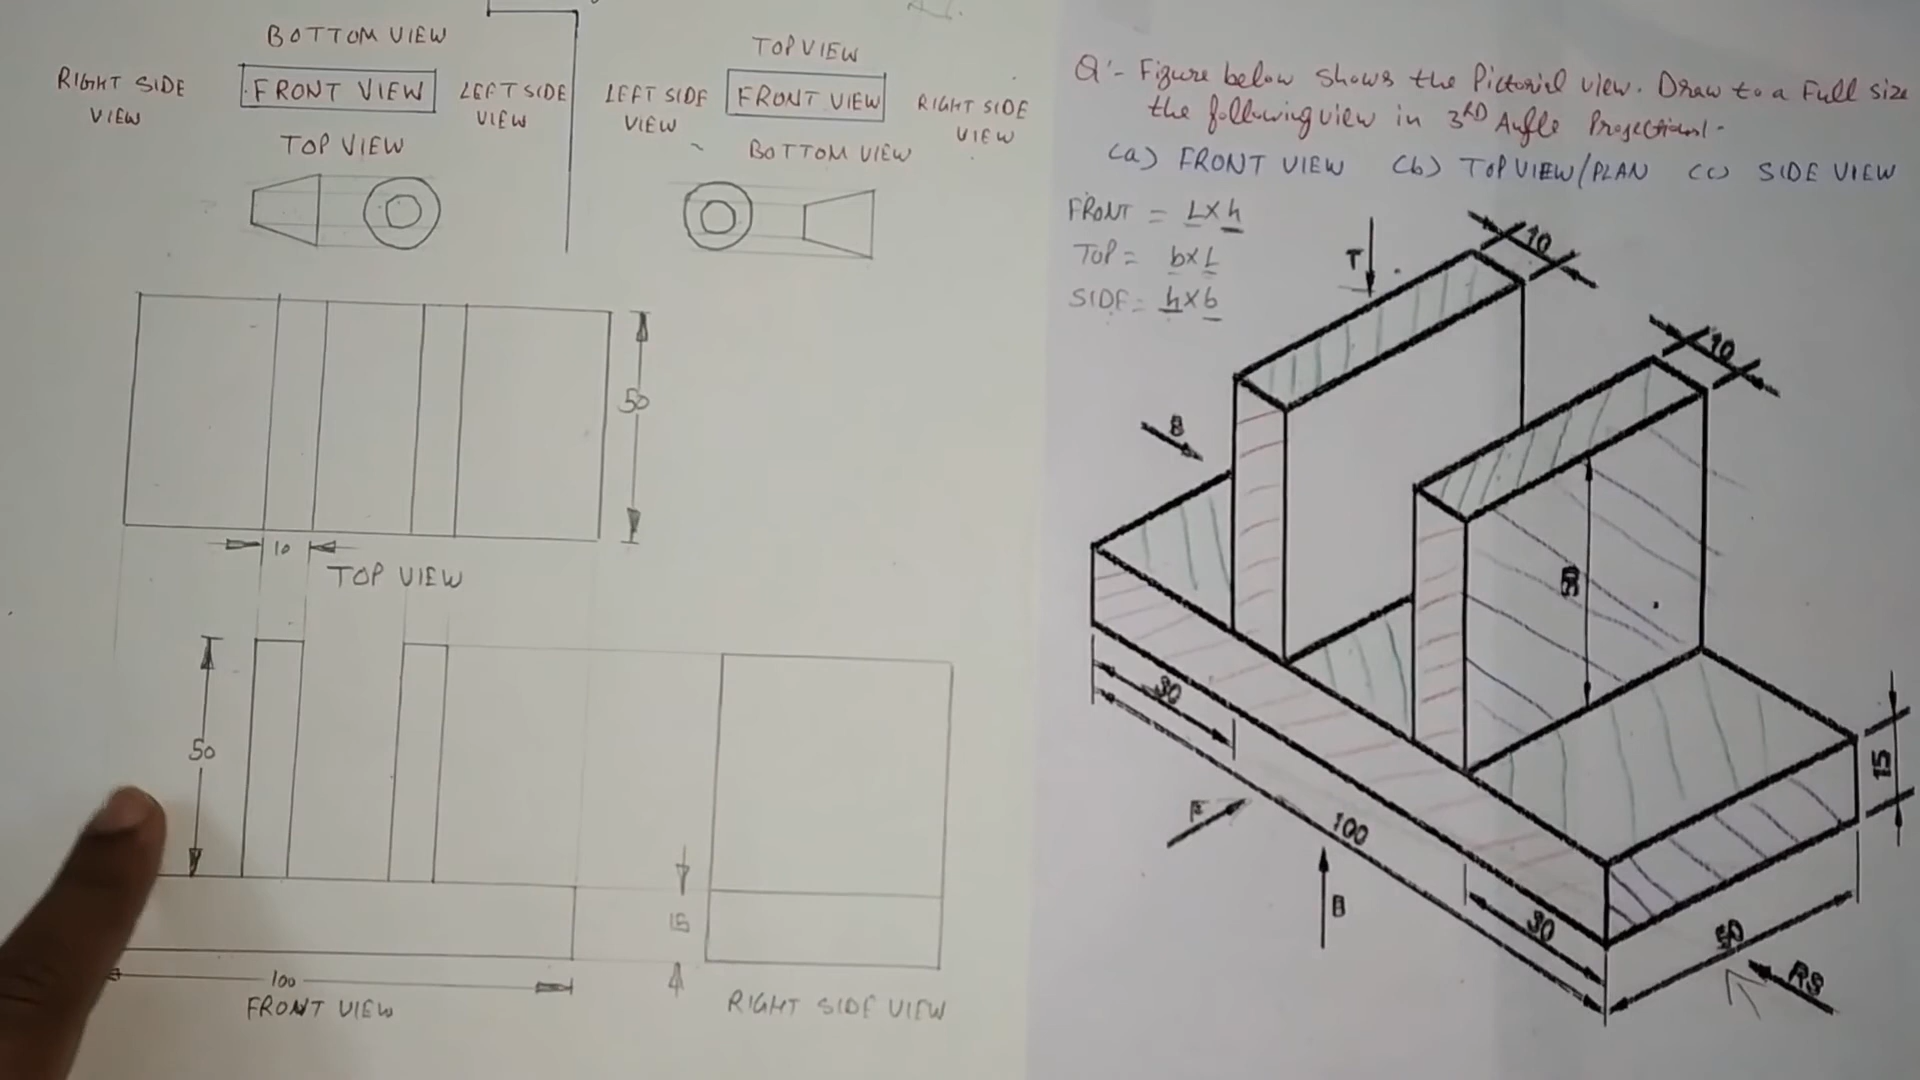 BOTTOM VIEW
RIGHT SIDE
VIEW
FRONT VIEW
LEFT SIDE
VIEW
TOP VIEW
TOP VIEW
LEFT SIDE
VIEW
FRONT VIEW
RIGHT SIDE
VIEW
BOTTOM VIEW
50
10
TOP VIEW
50
15
100
FRONT VIEW
RIGHT SIDE VIEW
Q:- Figure below shows the Pictorial view. Draw to a Full size
the following view in 3RD Angle Projection:-
(a) FRONT VIEW (b) TOP VIEW/PLAN (c) SIDE VIEW
FRONT = L×h
TOP = b×L
SIDE = h×b
T
10
10
B
50
30
15
F
100
B
30
50
RS